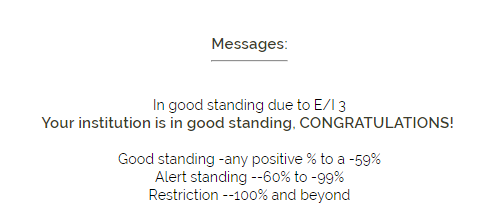 Messages:
In good standing due to E/I 3
Your institution is in good standing, CONGRATULATIONS!
Good standing -any positive % to a -59%
Alert standing --60% to -99%
Restriction --100% and beyond